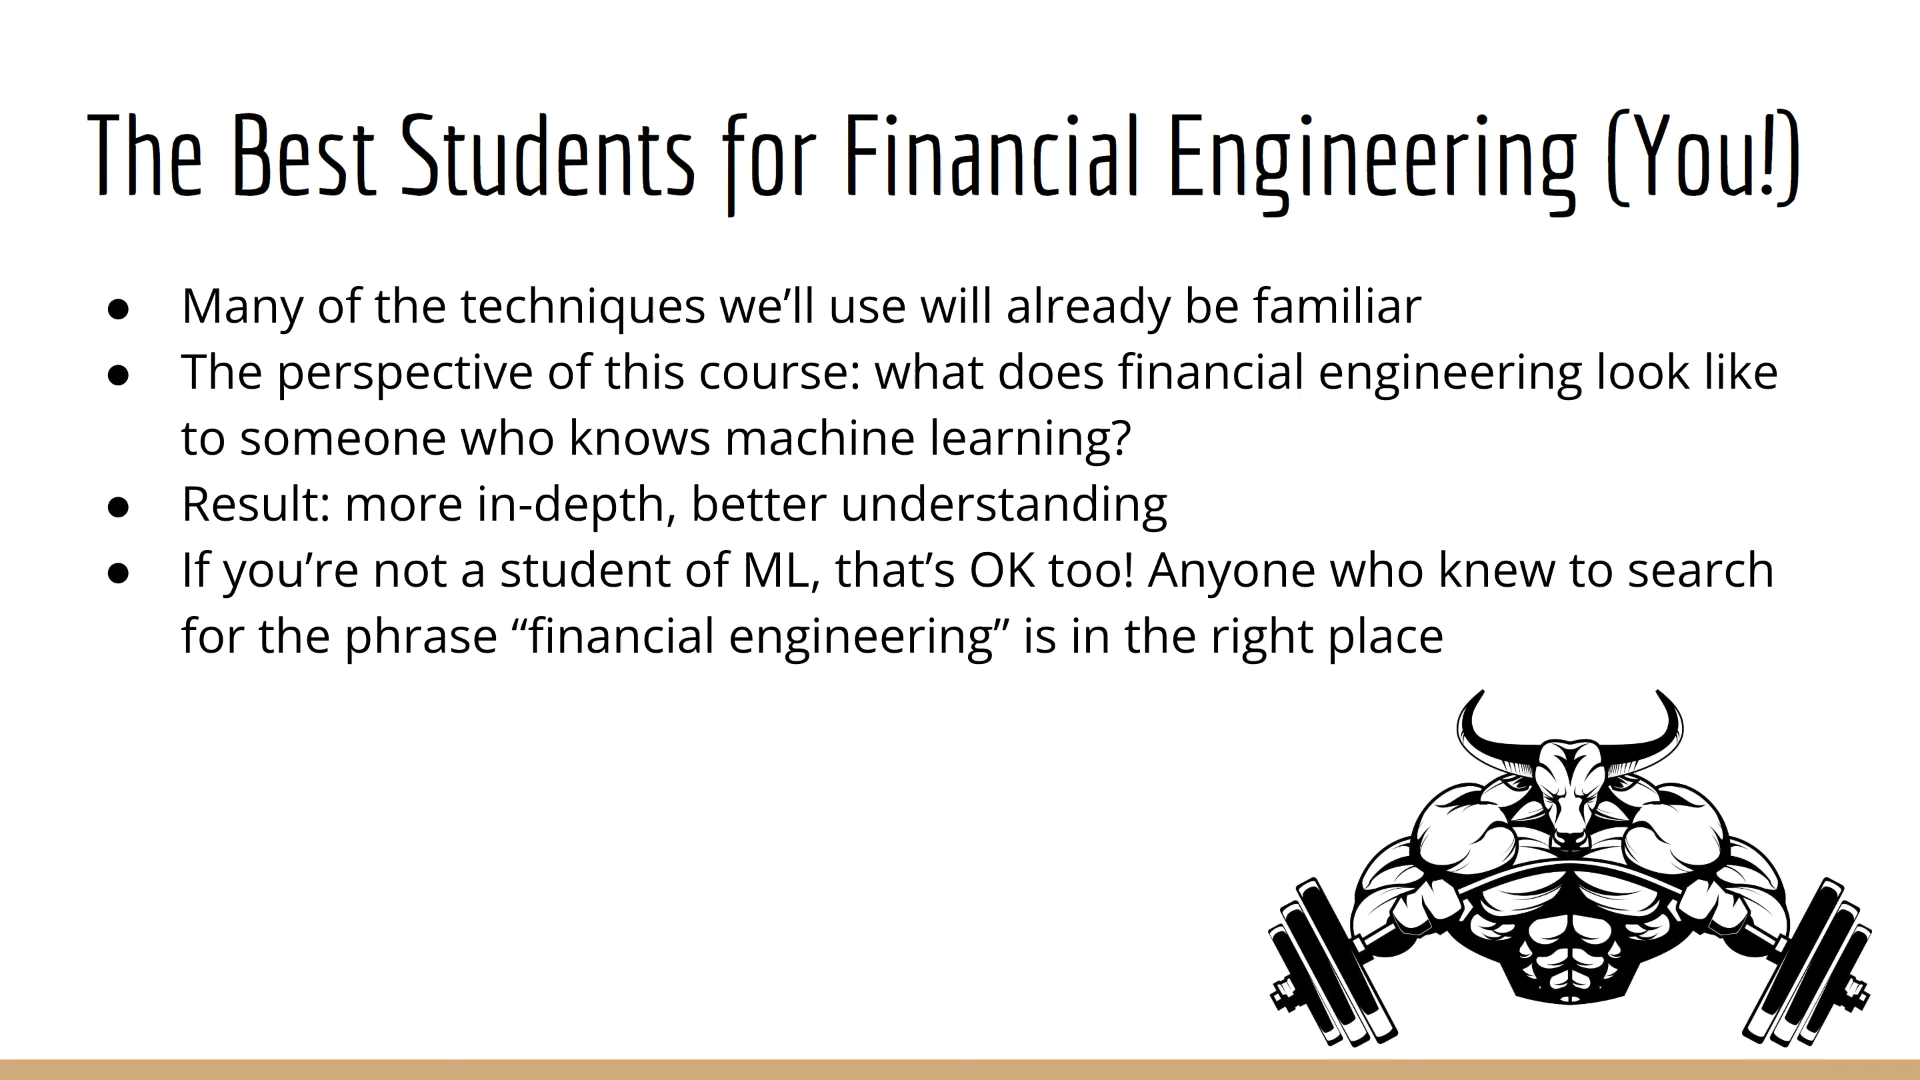 The Best Students for Financial Engineering (You!)
● Many of the techniques we’ll use will already be familiar
● The perspective of this course: what does financial engineering look like
to someone who knows machine learning?
● Result: more in-depth, better understanding
● If you’re not a student of ML, that’s OK too! Anyone who knew to search
for the phrase “financial engineering” is in the right place